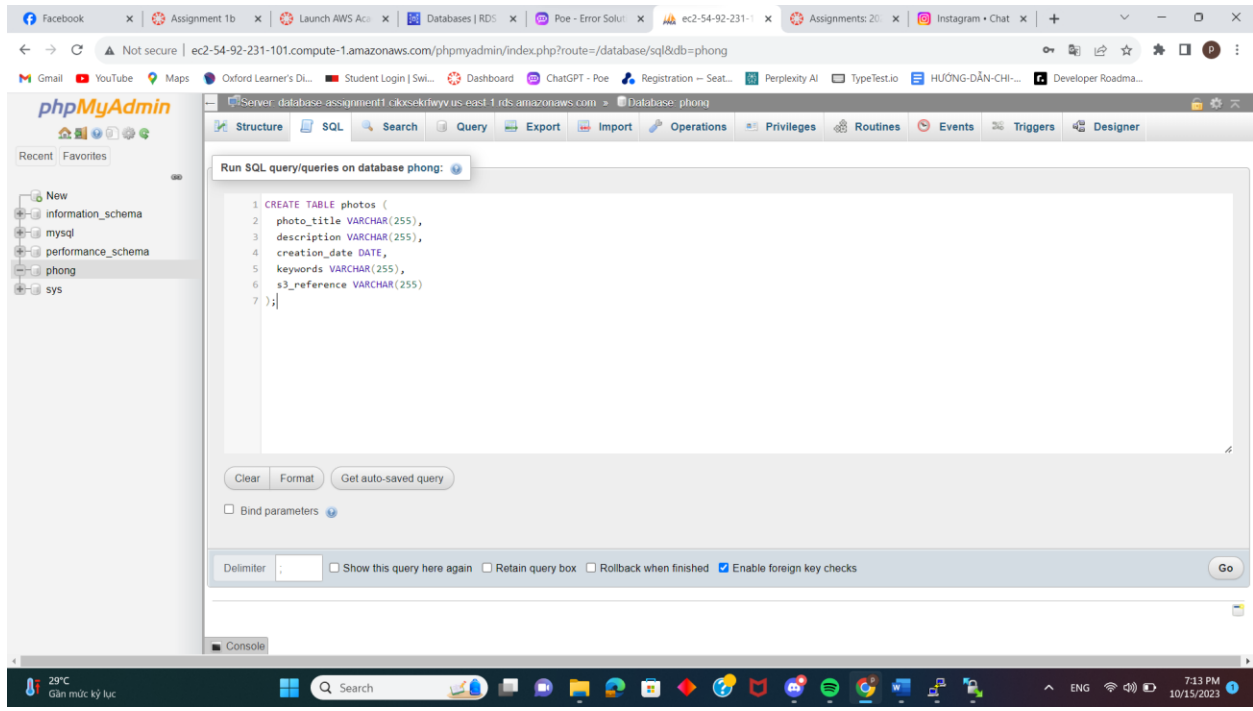 Facebook
Assignment 1b
Launch AWS Aca
Databases | RDS
Poe - Error Soluti
ec2-54-92-231-1
Assignments: 20
Instagram • Chat
Not secure | ec2-54-92-231-101.compute-1.amazonaws.com/phpmyadmin/index.php?route=/database/sql&db=phong
P
Gmail
YouTube
Maps
Oxford Learner's Di...
Student Login | Swi...
Dashboard
ChatGPT - Poe
Registration – Seat...
Perplexity AI
TypeTest.io
HƯỚNG-DẪN-CHI-...
Developer Roadma...
phpMyAdmin
Recent Favorites
New
information_schema
mysql
performance_schema
phong
sys
Database: phong
Structure
SQL
Search
Query
Export
Import
Operations
Privileges
Routines
Events
Triggers
Designer
Run SQL query/queries on database phong:
1 CREATE TABLE photos (
2 photo_title VARCHAR(255),
3 description VARCHAR(255),
4 creation_date DATE,
5 keywords VARCHAR(255),
6 s3_reference VARCHAR(255)
7 );
Clear
Format
Get auto-saved query
Bind parameters
Delimiter ;
Show this query here again
Retain query box
Rollback when finished
Enable foreign key checks
Go
Console
29°C
Gần mức kỷ lục
Search
ENG
7:13 PM
10/15/2023
1